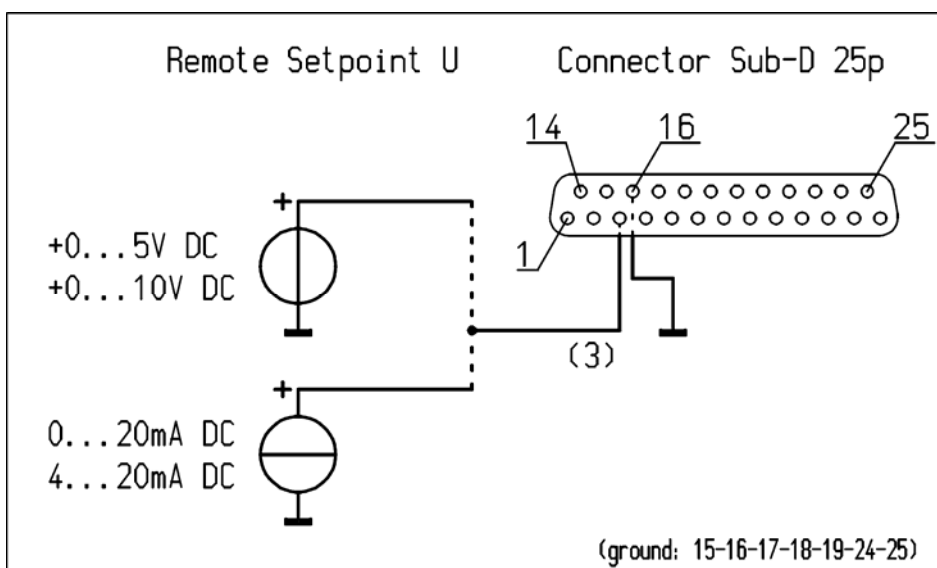 Remote Setpoint U
Connector Sub-D 25p
14
16
25
1
+
+0...5V DC
+0...10V DC
(3)
+
0...20mA DC
4...20mA DC
(ground: 15-16-17-18-19-24-25)